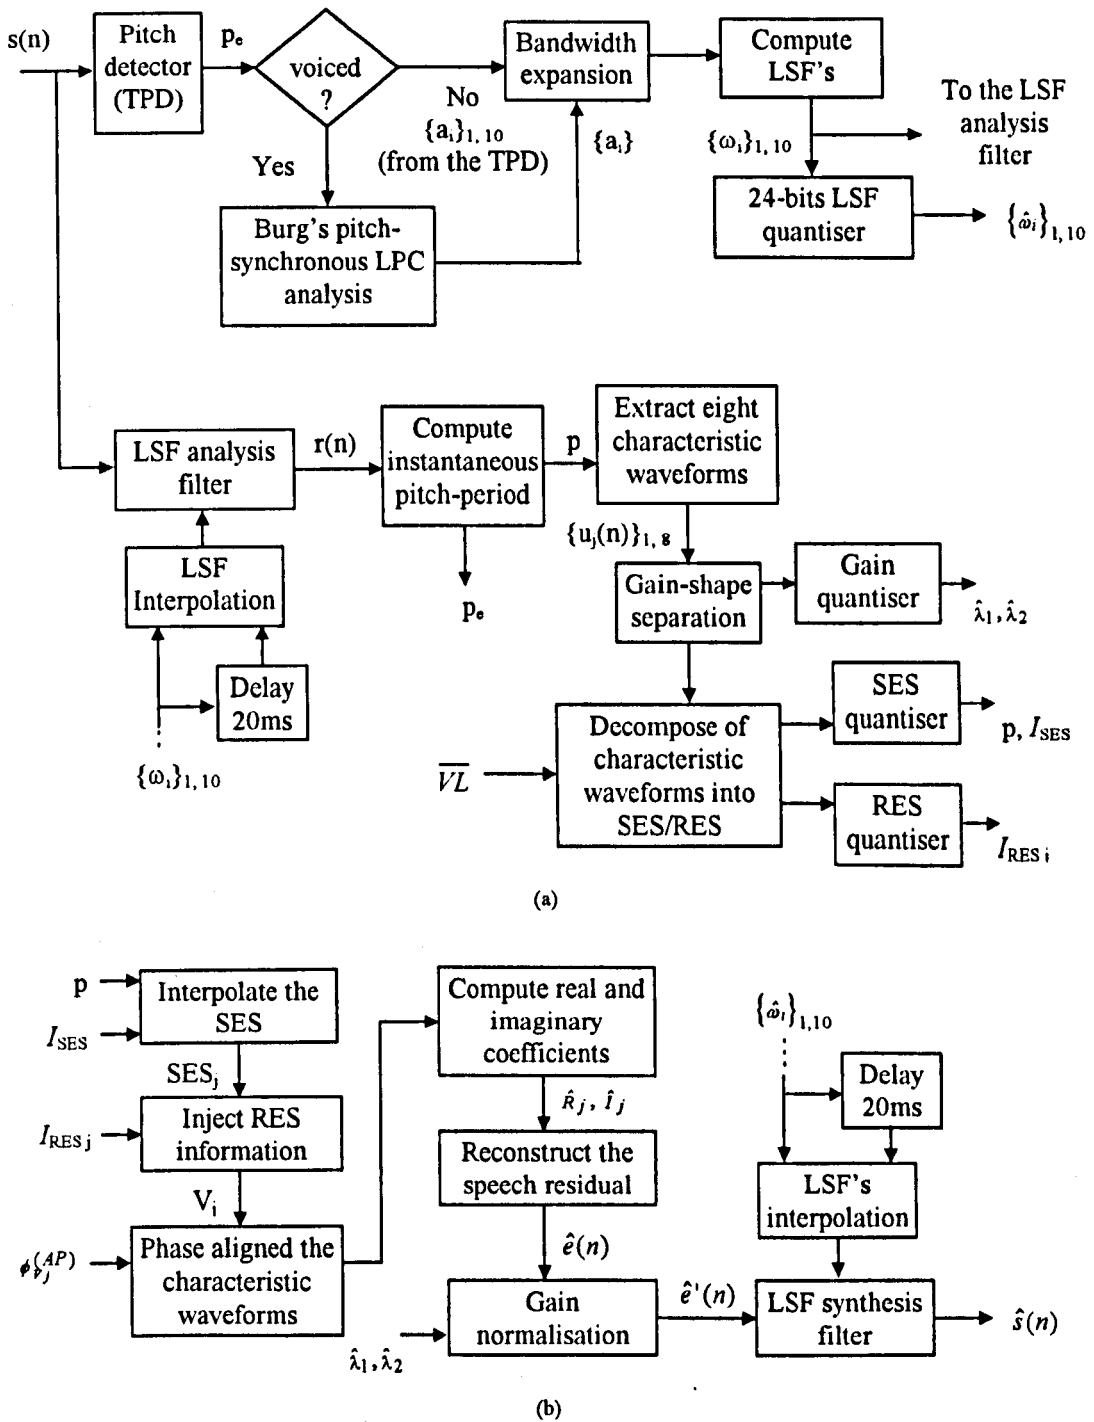 s(n)
Pitch
detector
(TPD)
pₑ
voiced
?
No
{aᵢ}₁,₁₀
(from the TPD)
Yes
Burg's pitch-
synchronous LPC
analysis
{aᵢ}
Bandwidth
expansion
Compute
LSF's
{ωᵢ}₁,₁₀
To the LSF
analysis
filter
24-bits LSF
quantiser
{ω̂ᵢ}₁,₁₀
LSF analysis
filter
r(n)
Compute
instantaneous
pitch-period
p
pₑ
Extract eight
characteristic
waveforms
{uⱼ(n)}₁,₈
LSF
Interpolation
Delay
20ms
{ωᵢ}₁,₁₀
Gain-shape
separation
Gain
quantiser
λ̂₁, λ̂₂
V̅L̅
Decompose of
characteristic
waveforms into
SES/RES
SES
quantiser
p, I_SES
RES
quantiser
I_RES i
(a)
p
I_SES
Interpolate the
SES
SESⱼ
I_RES j
Inject RES
information
Vᵢ
ϕ_{vⱼ}^{(AP)}
Phase aligned the
characteristic
waveforms
Compute real and
imaginary
coefficients
R̂ⱼ, Îⱼ
Reconstruct the
speech residual
ê(n)
λ̂₁, λ̂₂
Gain
normalisation
ê'(n)
{ω̂ₗ}₁,₁₀
Delay
20ms
LSF's
interpolation
LSF synthesis
filter
ŝ(n)
(b)